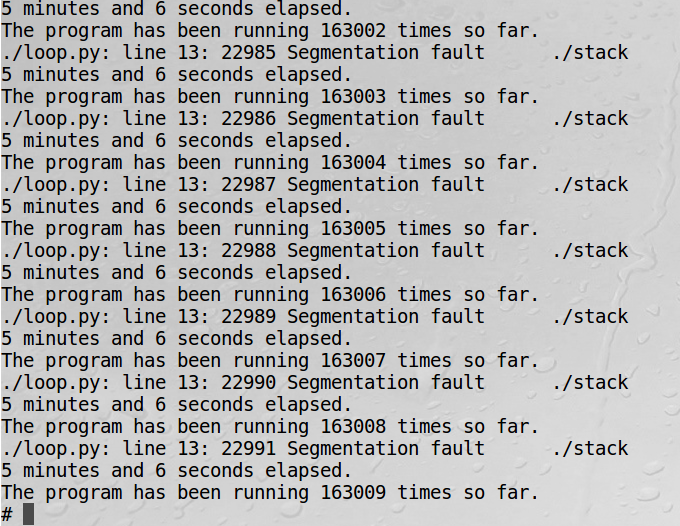 5 minutes and 6 seconds elapsed.
The program has been running 163002 times so far.
./loop.py: line 13: 22985 Segmentation fault      ./stack
5 minutes and 6 seconds elapsed.
The program has been running 163003 times so far.
./loop.py: line 13: 22986 Segmentation fault      ./stack
5 minutes and 6 seconds elapsed.
The program has been running 163004 times so far.
./loop.py: line 13: 22987 Segmentation fault      ./stack
5 minutes and 6 seconds elapsed.
The program has been running 163005 times so far.
./loop.py: line 13: 22988 Segmentation fault      ./stack
5 minutes and 6 seconds elapsed.
The program has been running 163006 times so far.
./loop.py: line 13: 22989 Segmentation fault      ./stack
5 minutes and 6 seconds elapsed.
The program has been running 163007 times so far.
./loop.py: line 13: 22990 Segmentation fault      ./stack
5 minutes and 6 seconds elapsed.
The program has been running 163008 times so far.
./loop.py: line 13: 22991 Segmentation fault      ./stack
5 minutes and 6 seconds elapsed.
The program has been running 163009 times so far.
#